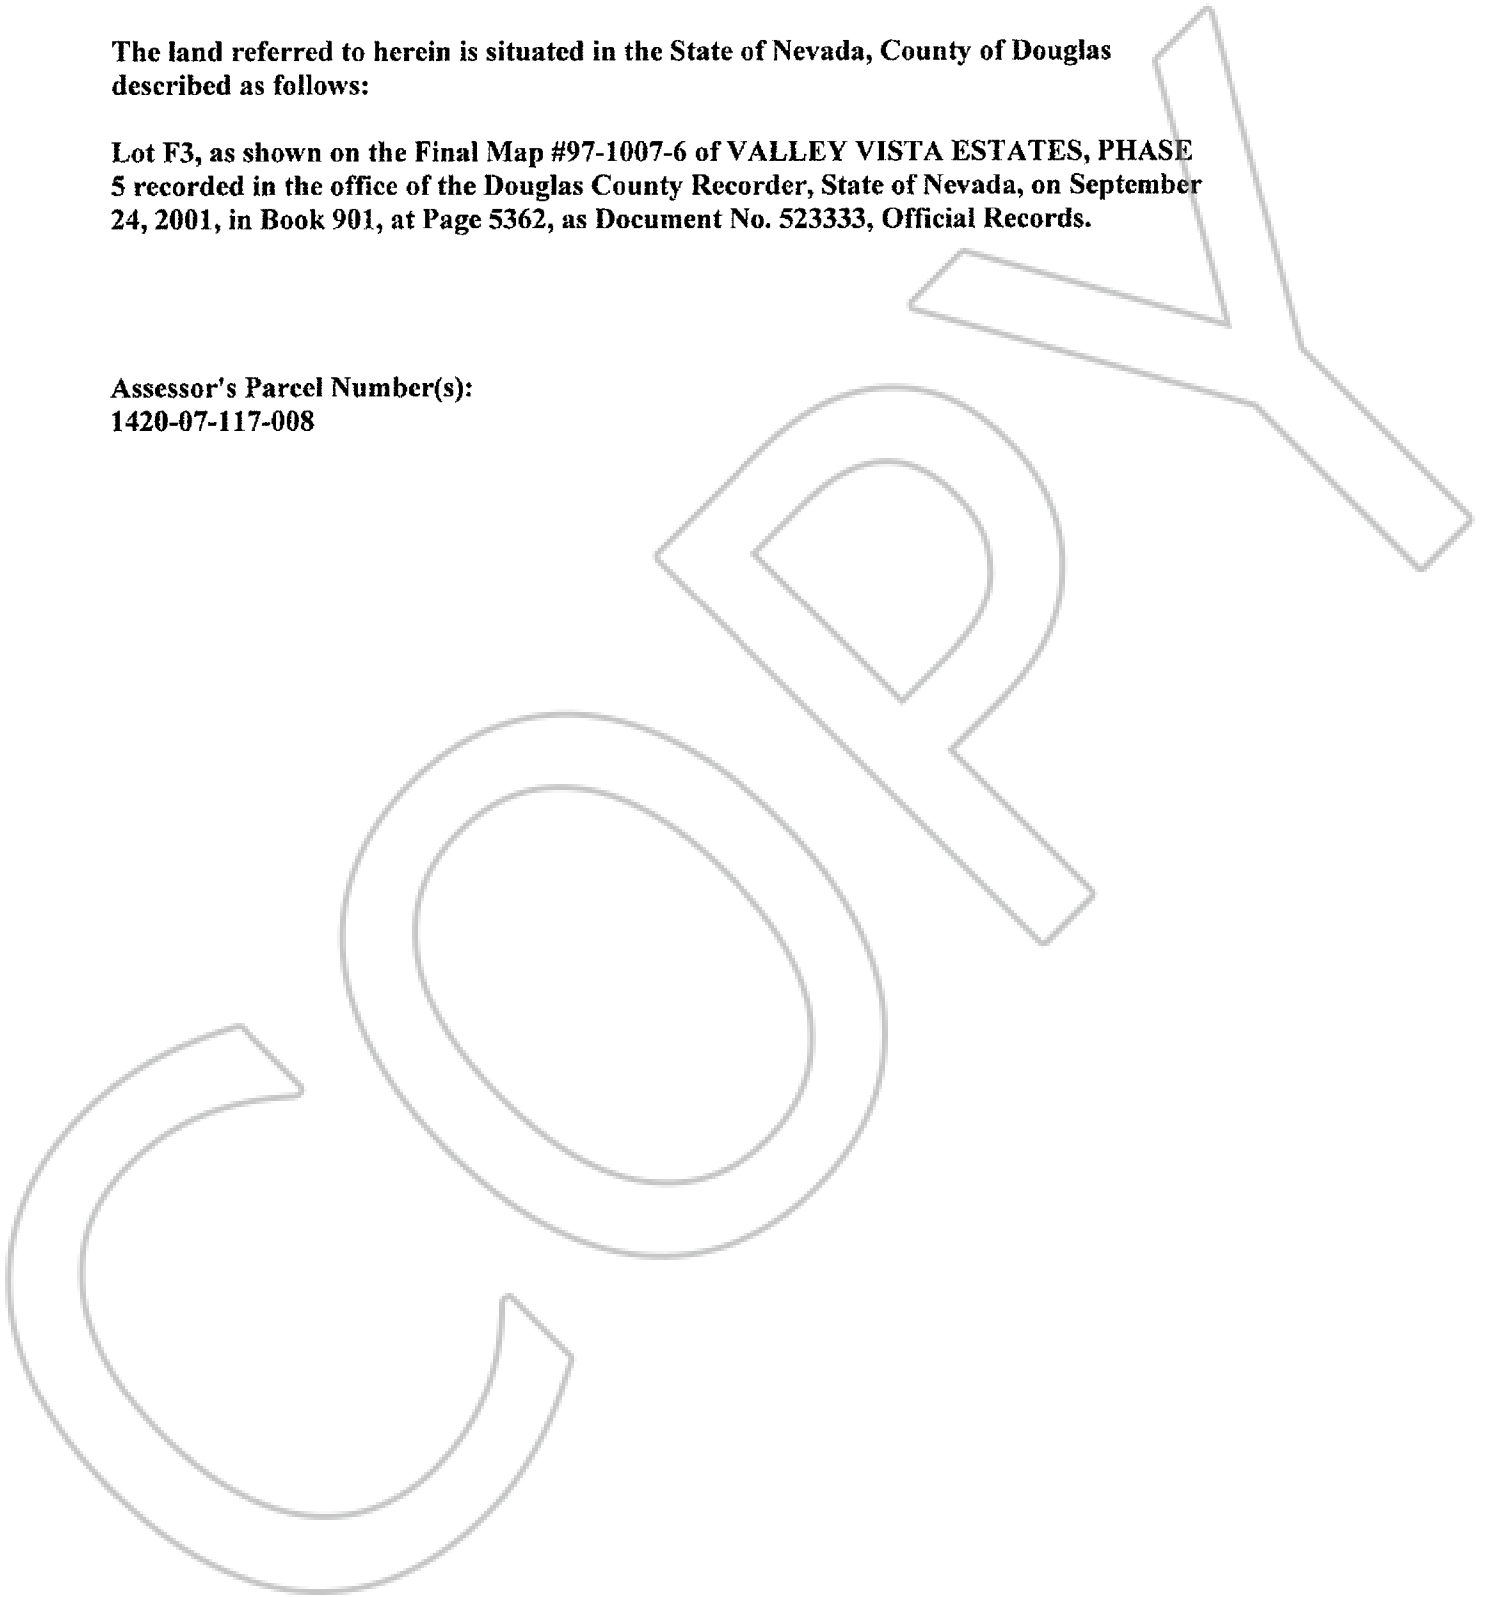 The land referred to herein is situated in the State of Nevada, County of Douglas
described as follows:
Lot F3, as shown on the Final Map #97-1007-6 of VALLEY VISTA ESTATES, PHASE
5 recorded in the office of the Douglas County Recorder, State of Nevada, on September
24, 2001, in Book 901, at Page 5362, as Document No. 523333, Official Records.
Assessor's Parcel Number(s):
1420-07-117-008
COPY